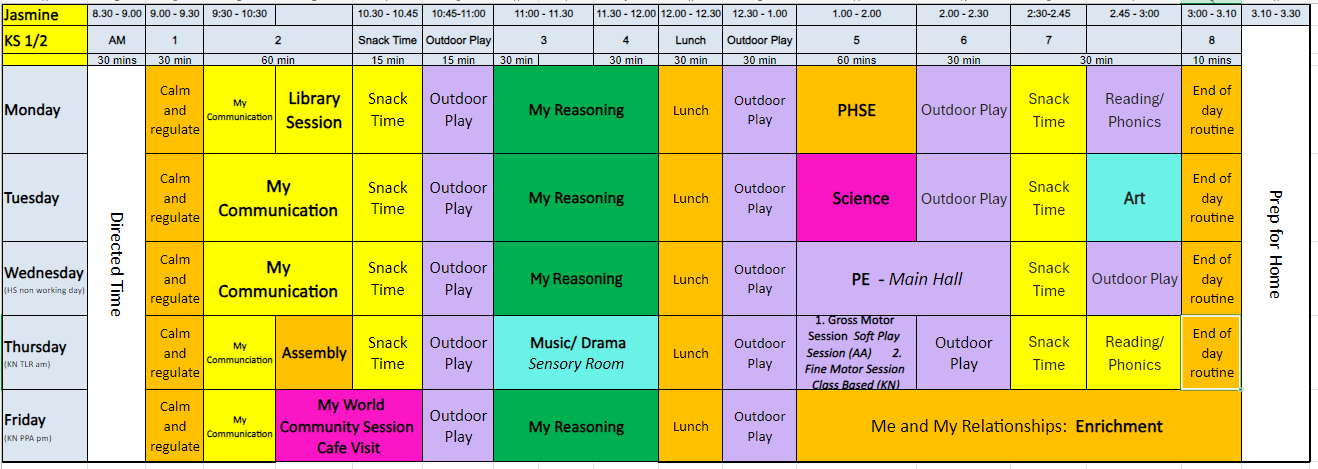 Jasmine 8.30 - 9.00 9.00 - 9.30 9:30 - 10:30 10.30 - 10.45 10:45-11:00 11:00 - 11.30 11.30 - 12.00 12.00 - 12.30 12.30 - 1.00 1.00 - 2.00 2.00 - 2.30 2:30-2.45 2.45 - 3:00 3:00 - 3.10 3.10 - 3.30
KS 1/2 AM 1 2 Snack Time Outdoor Play 3 4 Lunch Outdoor Play 5 6 7 8
30 mins 30 min 60 min 15 min 15 min 30 min 30 min 30 min 30 min 60 mins 30 min 30 min 10 mins
Directed Time
Monday
Calm
and
regulate
My
Communication
Library
Session
Snack
Time
Outdoor
Play
My Reasoning
Lunch
Outdoor
Play
PHSE
Outdoor Play
Snack
Time
Reading/
Phonics
End of
day
routine
Tuesday
Calm
and
regulate
My
Communication
Snack
Time
Outdoor
Play
My Reasoning
Lunch
Outdoor
Play
Science
Outdoor Play
Snack
Time
Art
End of
day
routine
Wednesday
(HS non working day)
Calm
and
regulate
My
Communication
Snack
Time
Outdoor
Play
My Reasoning
Lunch
Outdoor
Play
PE - Main Hall
Snack
Time
Outdoor Play
End of
day
routine
Thursday
(KN TLR am)
Calm
and
regulate
My
Communciation
Assembly
Snack
Time
Outdoor
Play
Music/ Drama
Sensory Room
Lunch
Outdoor
Play
1. Gross Motor
Session Soft Play
Session (AA) 2.
Fine Motor Session
Class Based (KN)
Outdoor
Play
Snack
Time
Reading/
Phonics
End of
day
routine
Friday
(KN PPA pm)
Calm
and
regulate
My
Communication
My World
Community Session
Cafe Visit
Outdoor
Play
My Reasoning
Lunch
Outdoor
Play
Me and My Relationships: Enrichment
Prep for Home